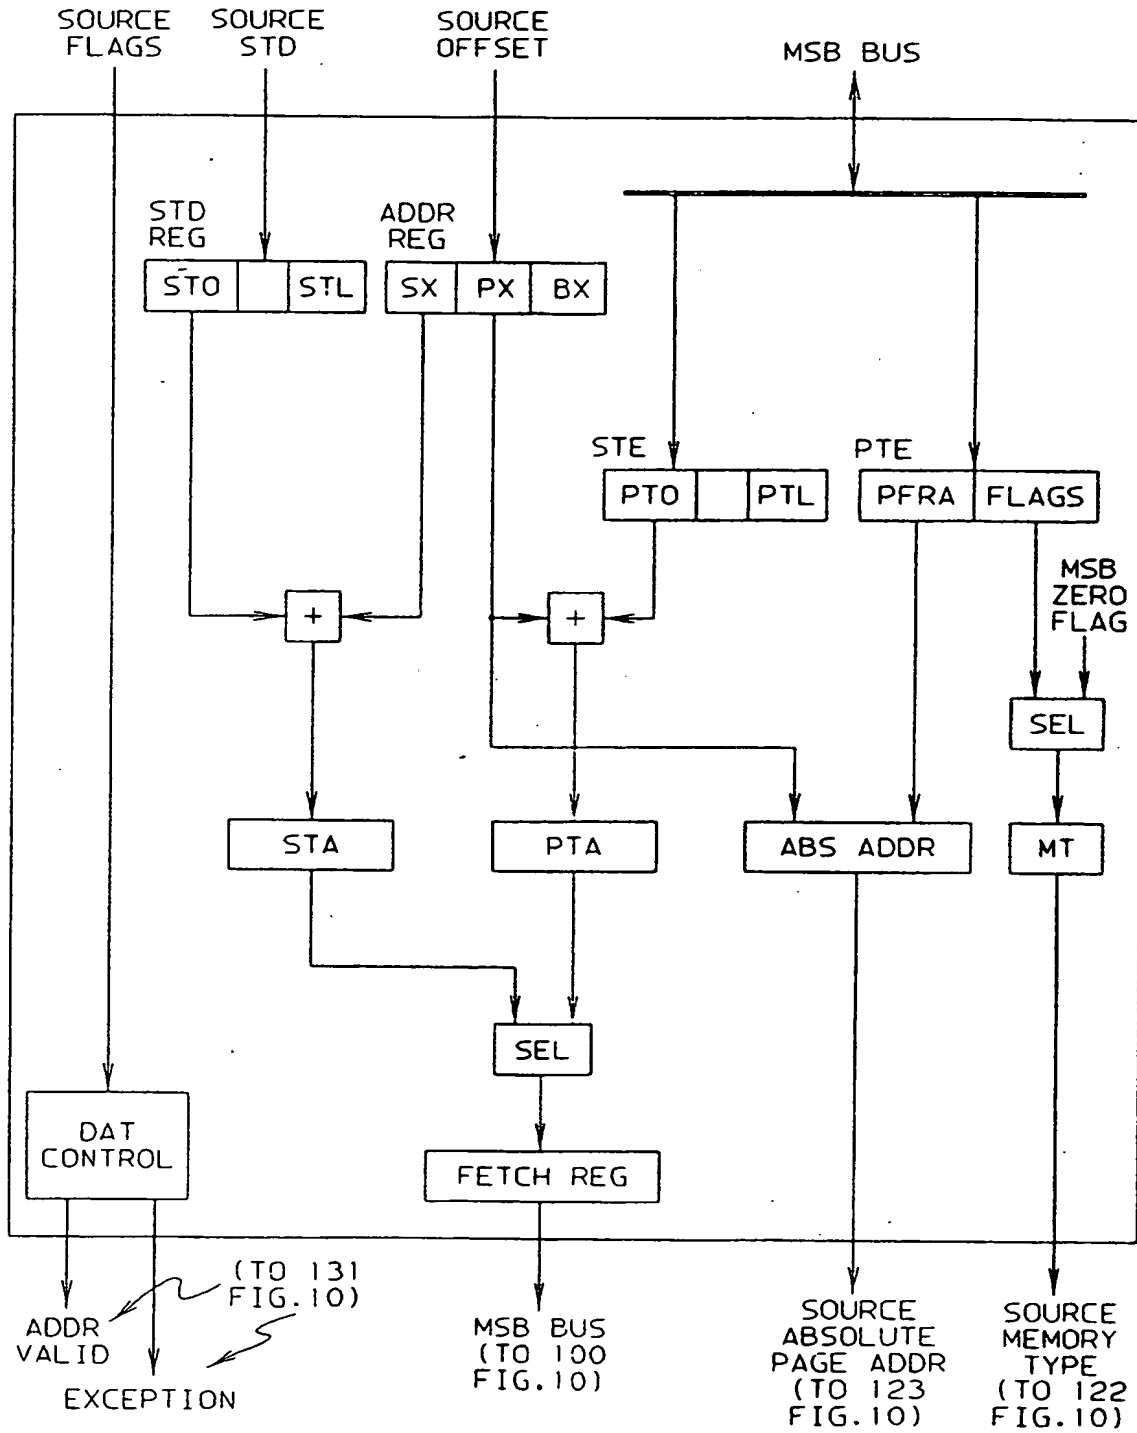 SOURCE
FLAGS
SOURCE
STD
SOURCE
OFFSET
MSB BUS
STD
REG
ADDR
REG
STO
STL
SX
PX
BX
STE
PTE
PTO
PTL
PFRA
FLAGS
MSB
ZERO
FLAG
+
+
SEL
STA
PTA
ABS ADDR
MT
SEL
DAT
CONTROL
FETCH REG
(TO 131
FIG.10)
ADDR
VALID
EXCEPTION
MSB BUS
(TO 100
FIG.10)
SOURCE
ABSOLUTE
PAGE ADDR
(TO 123
FIG.10)
SOURCE
MEMORY
TYPE
(TO 122
FIG.10)